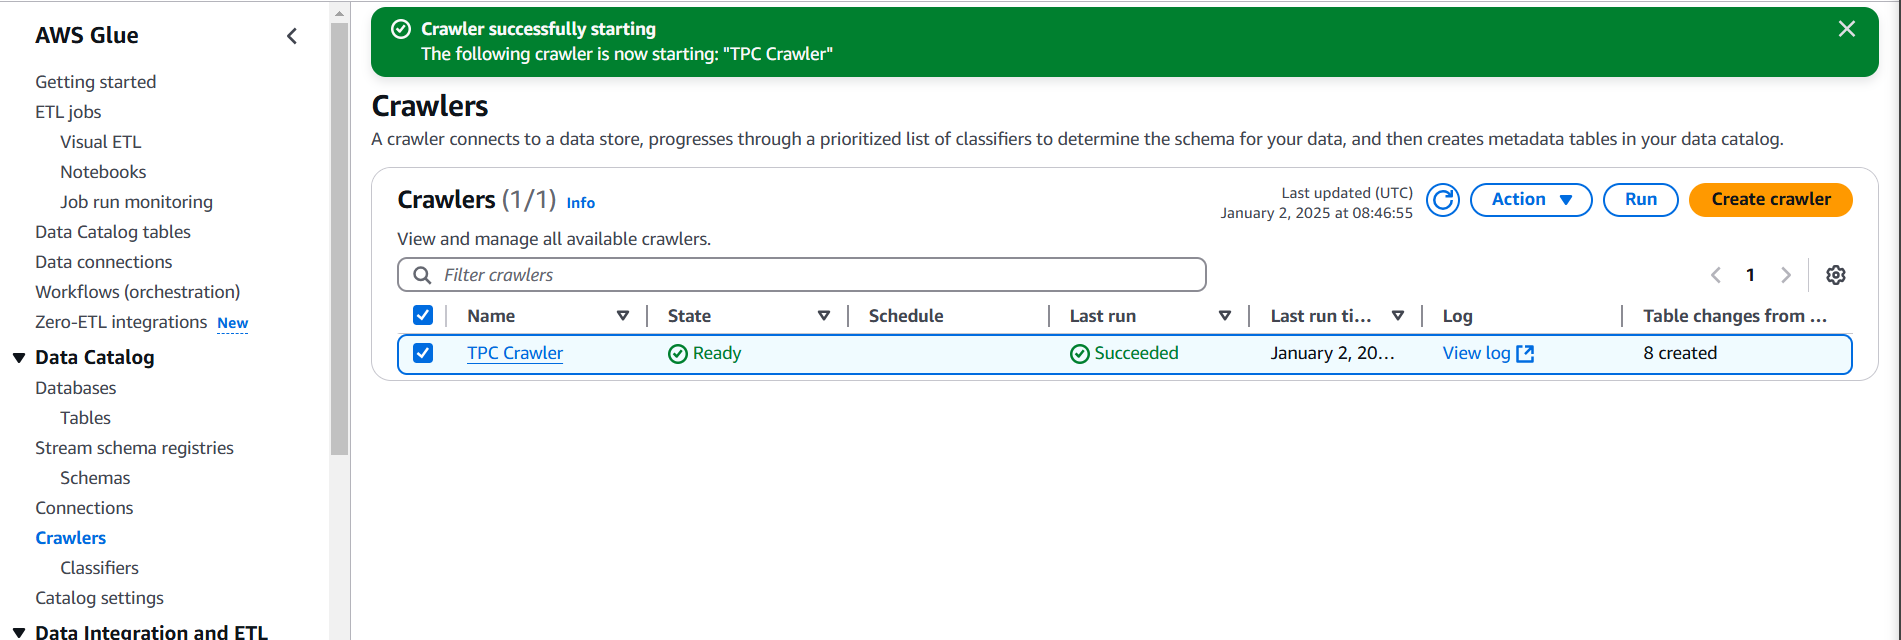 AWS Glue
Getting started
ETL jobs
Visual ETL
Notebooks
Job run monitoring
Data Catalog tables
Data connections
Workflows (orchestration)
Zero-ETL integrations New
Data Catalog
Databases
Tables
Stream schema registries
Schemas
Connections
Crawlers
Classifiers
Catalog settings
Data Integration and ETL
Crawler successfully starting
The following crawler is now starting: "TPC Crawler"
Crawlers
A crawler connects to a data store, progresses through a prioritized list of classifiers to determine the schema for your data, and then creates metadata tables in your data catalog.
Crawlers (1/1) Info
Last updated (UTC)
January 2, 2025 at 08:46:55
Action
Run
Create crawler
View and manage all available crawlers.
Filter crawlers
1
Name State Schedule Last run Last run ti... Log Table changes from ...
TPC Crawler Ready Succeeded January 2, 20... View log 8 created